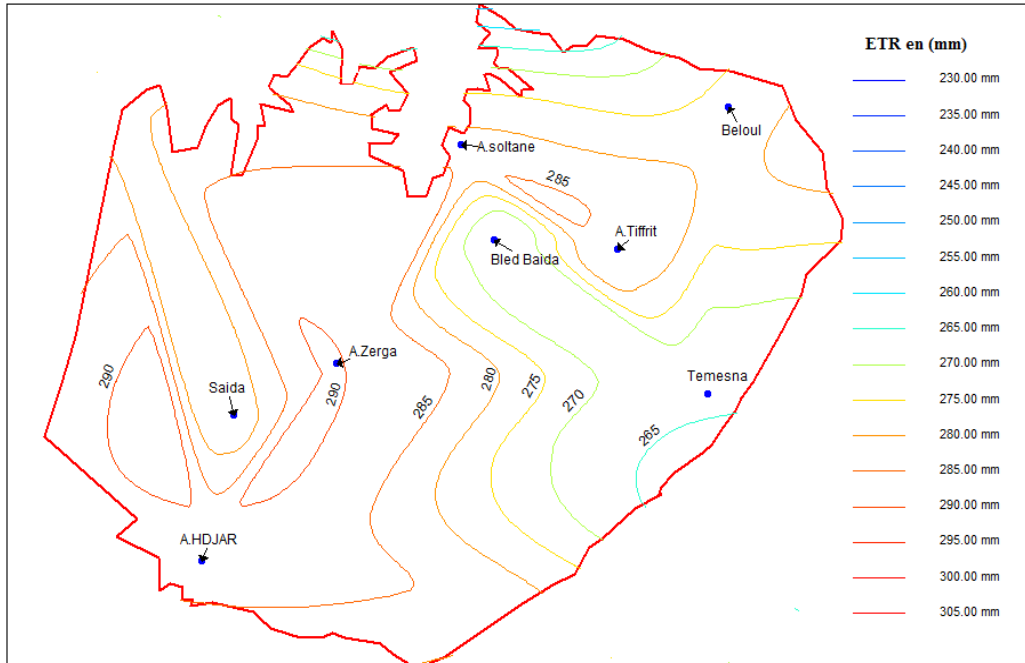 ETR en (mm)
230.00 mm
235.00 mm
240.00 mm
245.00 mm
250.00 mm
255.00 mm
260.00 mm
265.00 mm
270.00 mm
275.00 mm
280.00 mm
285.00 mm
290.00 mm
295.00 mm
300.00 mm
305.00 mm
Beloul
A.soltane
285
A.Tiffrit
Bled Baida
A.Zerga
290
Saida
290
285
280
275
270
Temesna
265
A.HDJAR